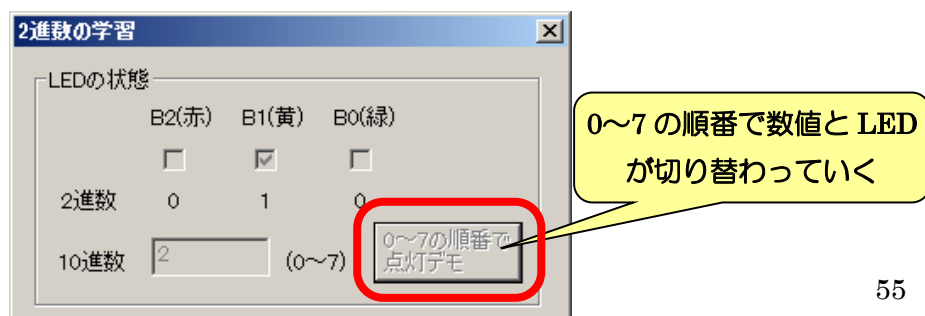 2進数の学習
LEDの状態
B2(赤) B1(黄) B0(緑)
2進数 0 1 0
10進数 2 (0～7)
0～7の順番で
点灯デモ
0～7 の順番で数値と LED
が切り替わっていく
55